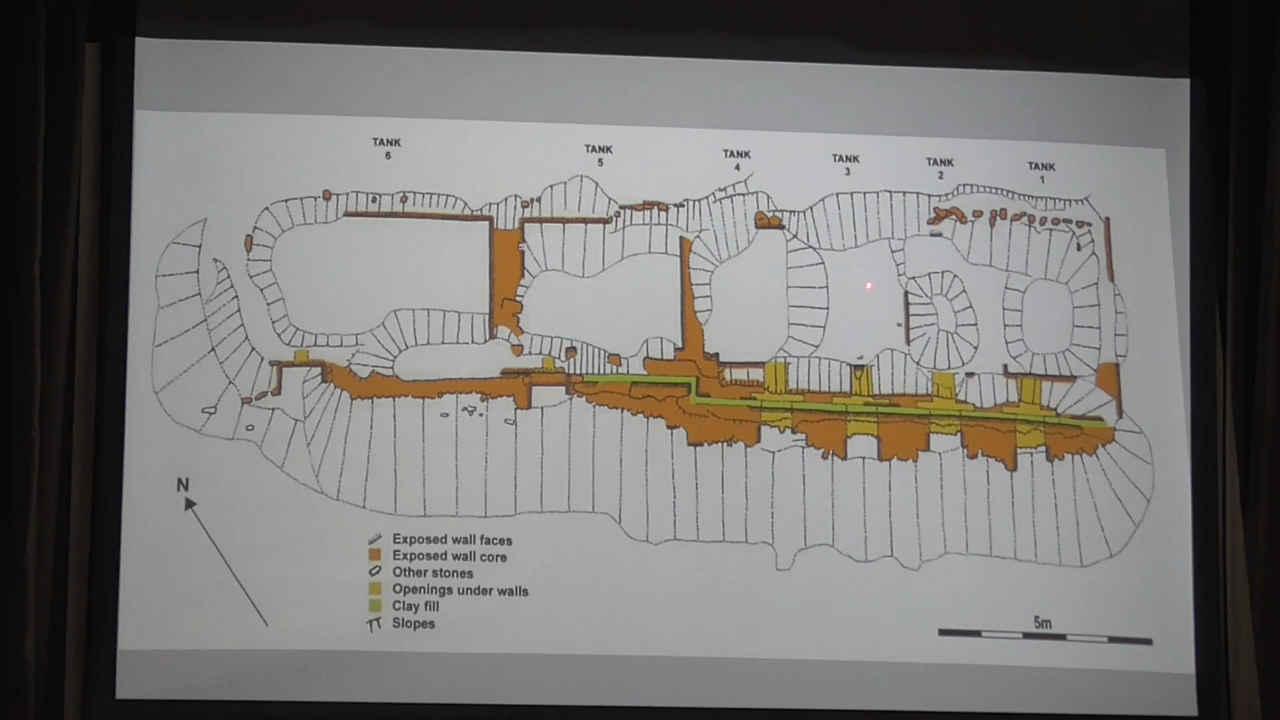 TANK
6
TANK
5
TANK
4
TANK
3
TANK
2
TANK
1
N
Exposed wall faces
Exposed wall core
Other stones
Openings under walls
Clay fill
Slopes
5m